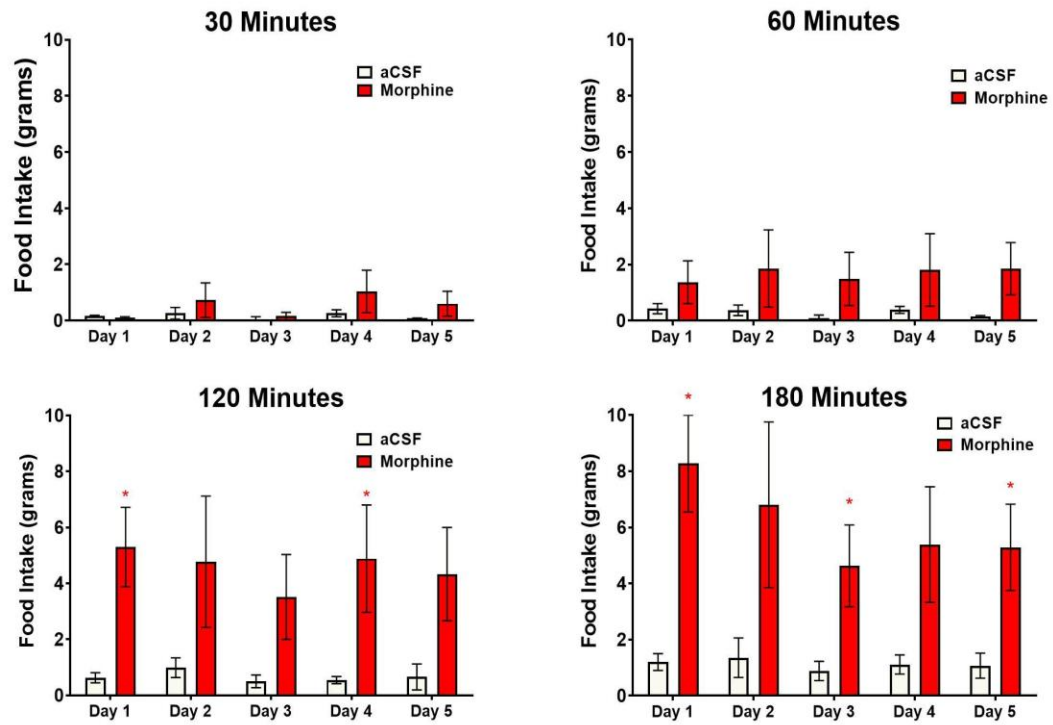 30 Minutes
Food Intake (grams)
10
8
6
4
2
0
aCSF
Morphine
Day 1 Day 2 Day 3 Day 4 Day 5
60 Minutes
Food Intake (grams)
10
8
6
4
2
0
aCSF
Morphine
Day 1 Day 2 Day 3 Day 4 Day 5
120 Minutes
Food Intake (grams)
10
8
6
4
2
0
aCSF
Morphine
* *
Day 1 Day 2 Day 3 Day 4 Day 5
180 Minutes
Food Intake (grams)
10
8
6
4
2
0
aCSF
Morphine
* * *
Day 1 Day 2 Day 3 Day 4 Day 5